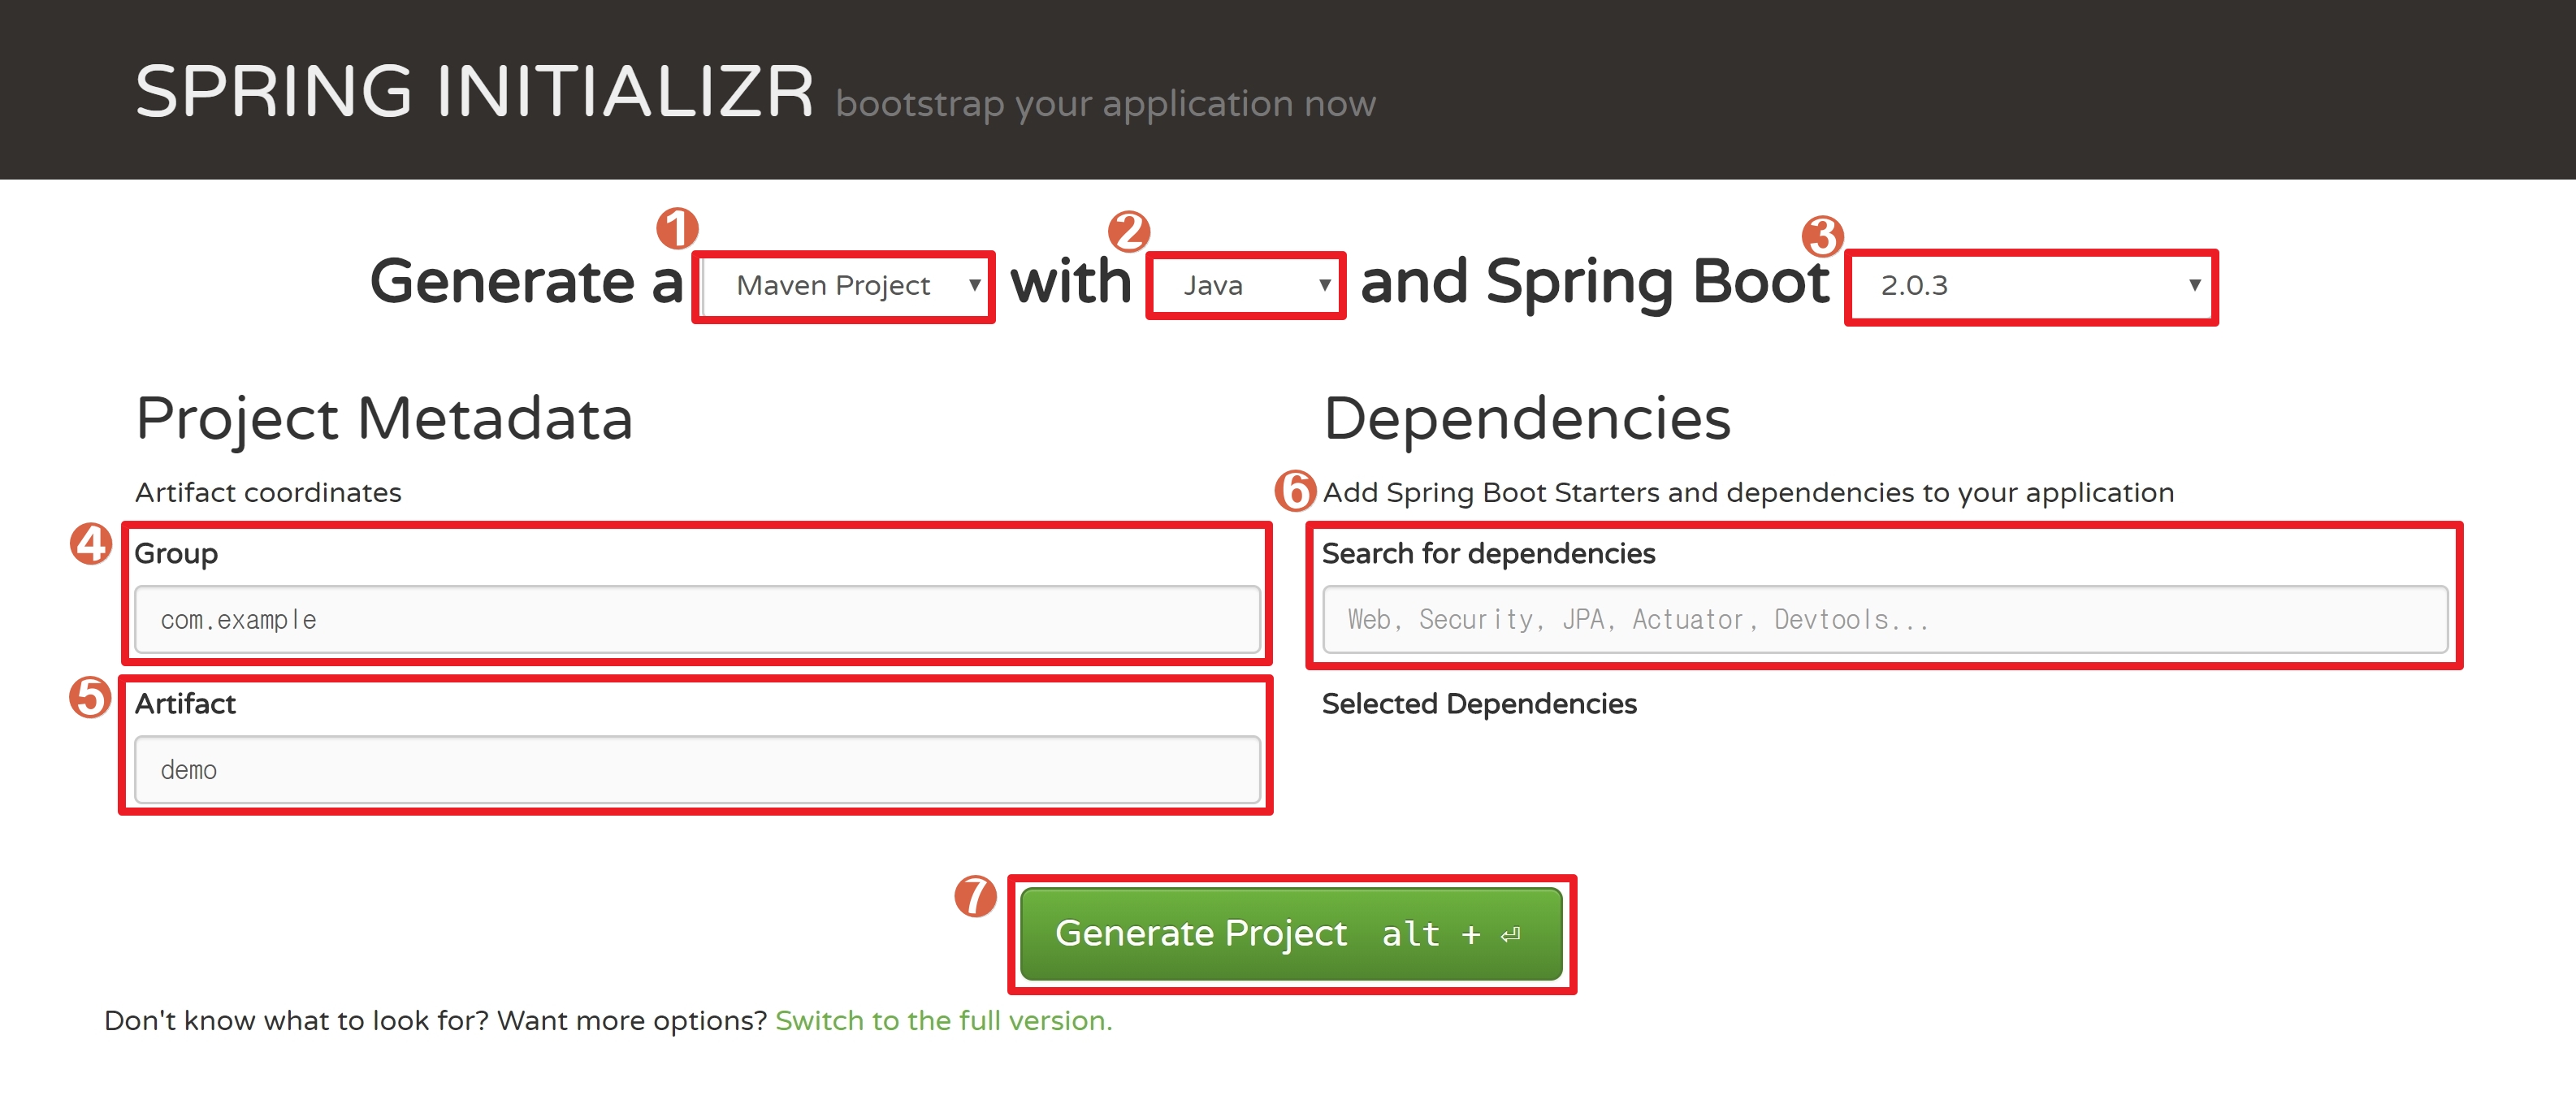 SPRING INITIALIZR bootstrap your application now
1 2 3
Generate a Maven Project ▼ with Java ▼ and Spring Boot 2.0.3 ▼
Project Metadata
Artifact coordinates
4 Group
com.example
5 Artifact
demo
Dependencies
6 Add Spring Boot Starters and dependencies to your application
Search for dependencies
Web, Security, JPA, Actuator, Devtools...
Selected Dependencies
7 Generate Project alt + ⏎
Don't know what to look for? Want more options? Switch to the full version.